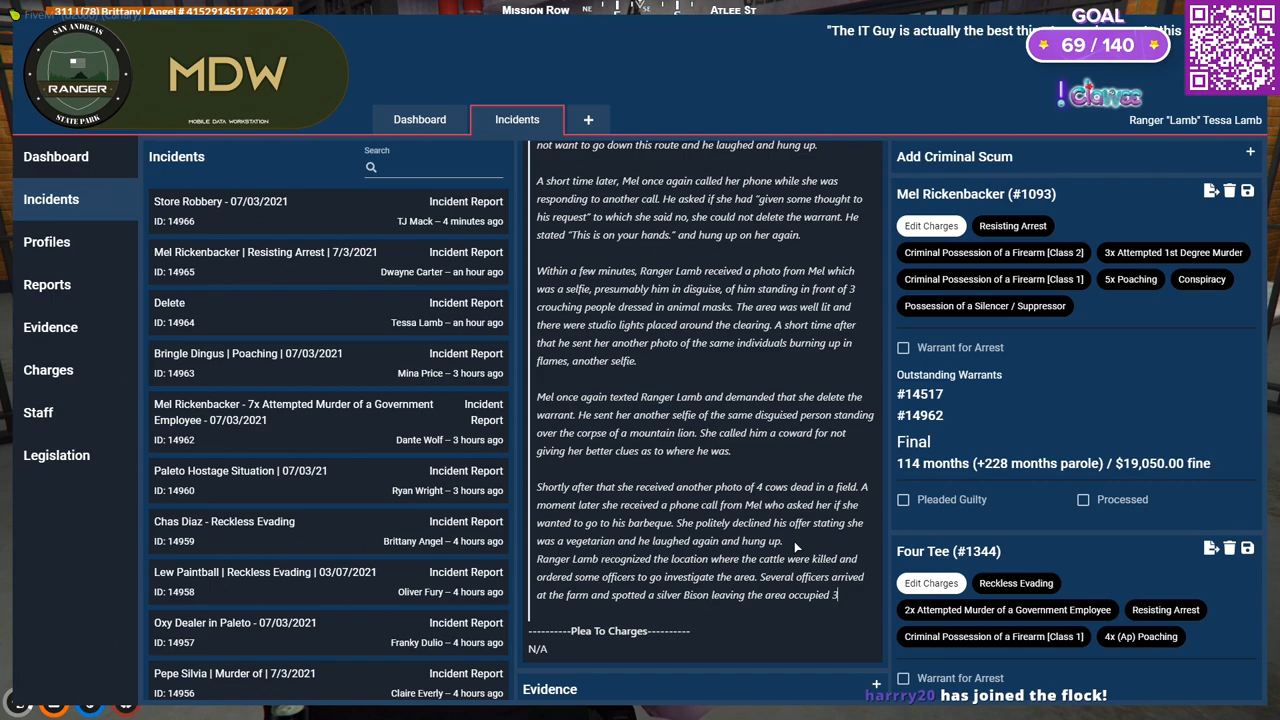 311 | (78) Brittany | Angel # 4152914517 : 300 42
Mission Row
NE
SE
Atlee St
SAN ANDREAS
RANGER
STATE PARK
MDW
MOBILE DATA WORKSTATION
"The IT Guy is actually the best
this
GOAL
69 / 140
Clawee
Dashboard
Incidents
+
Ranger "Lamb" Tessa Lamb
Dashboard
Incidents
Profiles
Reports
Evidence
Charges
Staff
Legislation
Incidents
Search
Store Robbery - 07/03/2021
Incident Report
ID: 14966
TJ Mack – 4 minutes ago
Mel Rickenbacker | Resisting Arrest | 7/3/2021
Incident Report
ID: 14965
Dwayne Carter – an hour ago
Delete
Incident Report
ID: 14964
Tessa Lamb – an hour ago
Bringle Dingus | Poaching | 07/03/2021
Incident Report
ID: 14963
Mina Price – 3 hours ago
Mel Rickenbacker - 7x Attempted Murder of a Government
Employee - 07/03/2021
Incident
Report
ID: 14962
Dante Wolf – 3 hours ago
Paleto Hostage Situation | 07/03/21
Incident Report
ID: 14960
Ryan Wright – 3 hours ago
Chas Diaz - Reckless Evading
Incident Report
ID: 14959
Brittany Angel – 4 hours ago
Lew Paintball | Reckless Evading | 03/07/2021
Incident Report
ID: 14958
Oliver Fury – 4 hours ago
Oxy Dealer in Paleto - 07/03/2021
Incident Report
ID: 14957
Franky Dulio – 4 hours ago
Pepe Silvia | Murder of | 7/3/2021
Incident Report
ID: 14956
Claire Everly – 4 hours ago
not want to go down this route and he laughed and hung up.
A short time later, Mel once again called her phone while she was
responding to another call. He asked if she had "given some thought to
his request" to which she said no, she could not delete the warrant. He
stated "This is on your hands." and hung up on her again.
Within a few minutes, Ranger Lamb received a photo from Mel which
was a selfie, presumably him in disguise, of him standing in front of 3
crouching people dressed in animal masks. The area was well lit and
there were studio lights placed around the clearing. A short time after
that he sent her another photo of the same individuals burning up in
flames, another selfie.
Mel once again texted Ranger Lamb and demanded that she delete the
warrant. He sent her another selfie of the same disguised person standing
over the corpse of a mountain lion. She called him a coward for not
giving her better clues as to where he was.
Shortly after that she received another photo of 4 cows dead in a field. A
moment later she received a phone call from Mel who asked her if she
wanted to go to his barbeque. She politely declined his offer stating she
was a vegetarian and he laughed again and hung up.
Ranger Lamb recognized the location where the cattle were killed and
ordered some officers to go investigate the area. Several officers arrived
at the farm and spotted a silver Bison leaving the area occupied 3
----------Plea To Charges----------
N/A
Evidence
+
Add Criminal Scum
+
Mel Rickenbacker (#1093)
Edit Charges
Resisting Arrest
Criminal Possession of a Firearm [Class 2]
3x Attempted 1st Degree Murder
Criminal Possession of a Firearm [Class 1]
5x Poaching
Conspiracy
Possession of a Silencer / Suppressor
Warrant for Arrest
Outstanding Warrants
#14517
#14962
Final
114 months (+228 months parole) / $19,050.00 fine
Pleaded Guilty
Processed
Four Tee (#1344)
Edit Charges
Reckless Evading
2x Attempted Murder of a Government Employee
Resisting Arrest
Criminal Possession of a Firearm [Class 1]
4x (Ap) Poaching
Warrant for Arrest
harrry20 has joined the flock!